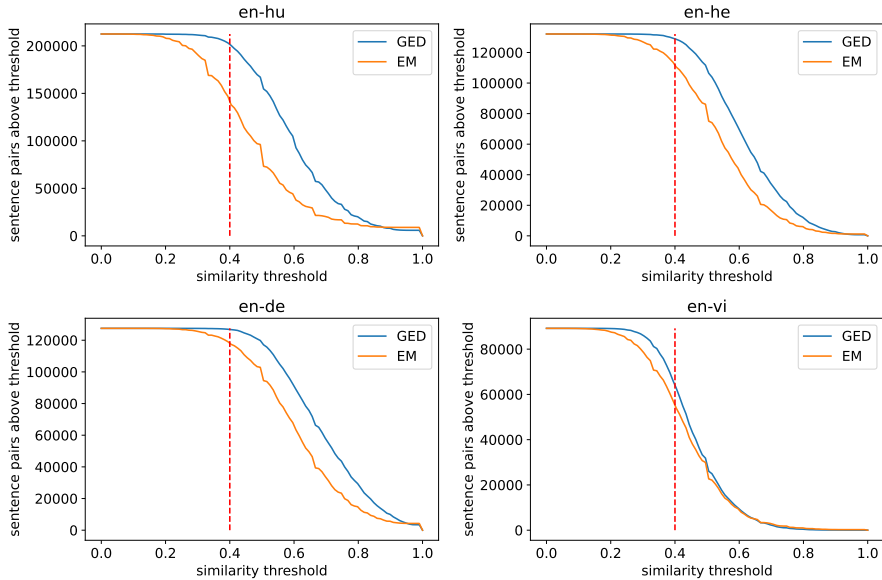 en-hu
sentence pairs above threshold
200000
150000
100000
50000
0
GED
EM
0.0 0.2 0.4 0.6 0.8 1.0
similarity threshold
en-he
sentence pairs above threshold
120000
100000
80000
60000
40000
20000
0
GED
EM
0.0 0.2 0.4 0.6 0.8 1.0
similarity threshold
en-de
sentence pairs above threshold
120000
100000
80000
60000
40000
20000
0
GED
EM
0.0 0.2 0.4 0.6 0.8 1.0
similarity threshold
en-vi
sentence pairs above threshold
80000
60000
40000
20000
0
GED
EM
0.0 0.2 0.4 0.6 0.8 1.0
similarity threshold